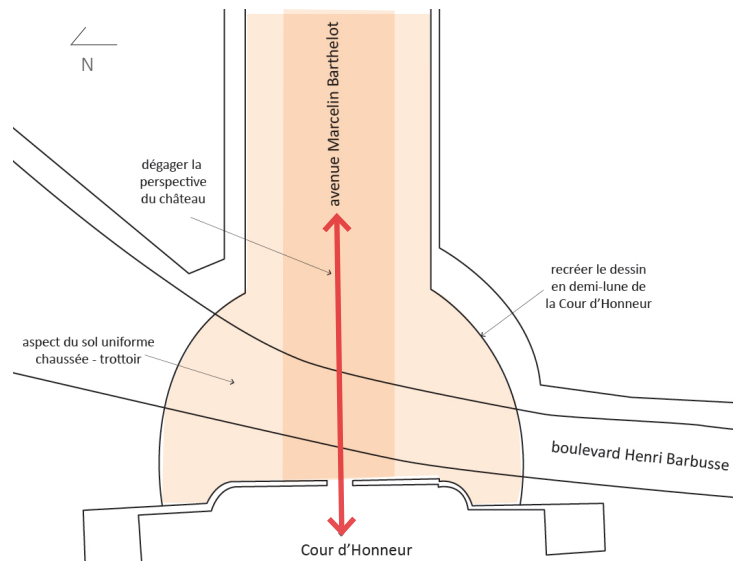 N
avenue Marcelin Barthelot
dégager la
perspective
du château
recréer le dessin
en demi-lune de
la Cour d'Honneur
aspect du sol uniforme
chaussée - trottoir
boulevard Henri Barbusse
Cour d'Honneur